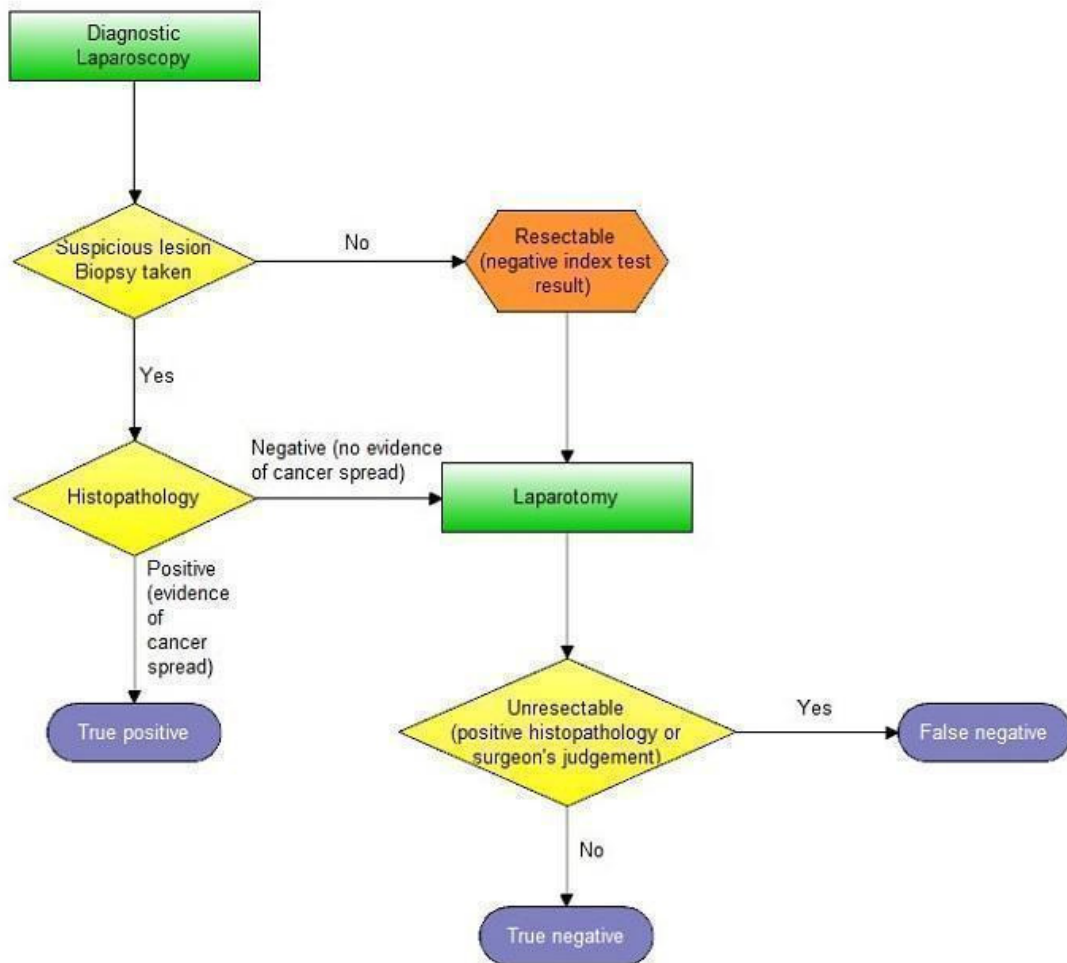 Diagnostic
Laparoscopy
Suspicious lesion
Biopsy taken
No
Resectable
(negative index test
result)
Yes
Negative (no evidence
of cancer spread)
Histopathology
Laparotomy
Positive
(evidence
of
cancer
spread)
True positive
Unresectable
(positive histopathology or
surgeon's judgement)
Yes
False negative
No
True negative